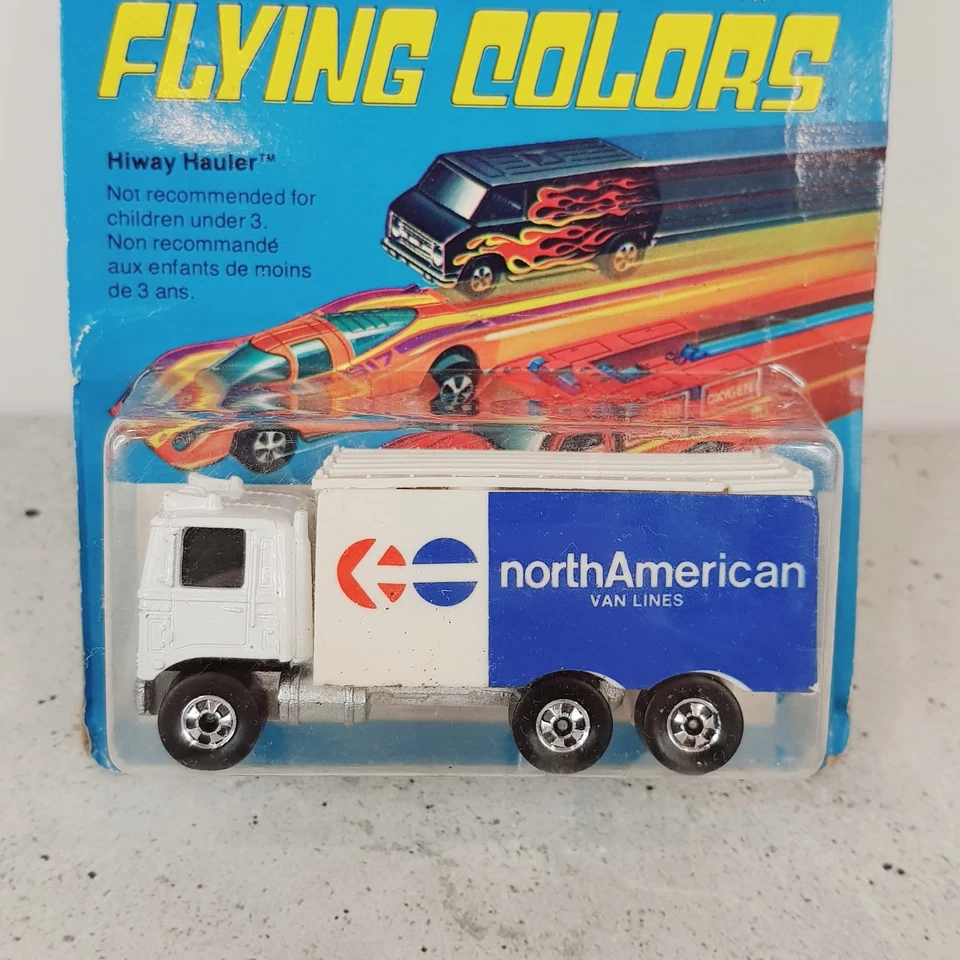 FLYING COLORS
Hiway Hauler™
Not recommended for
children under 3.
Non recommandé
aux enfants de moins
de 3 ans.
OXYGEN
northAmerican
VAN LINES